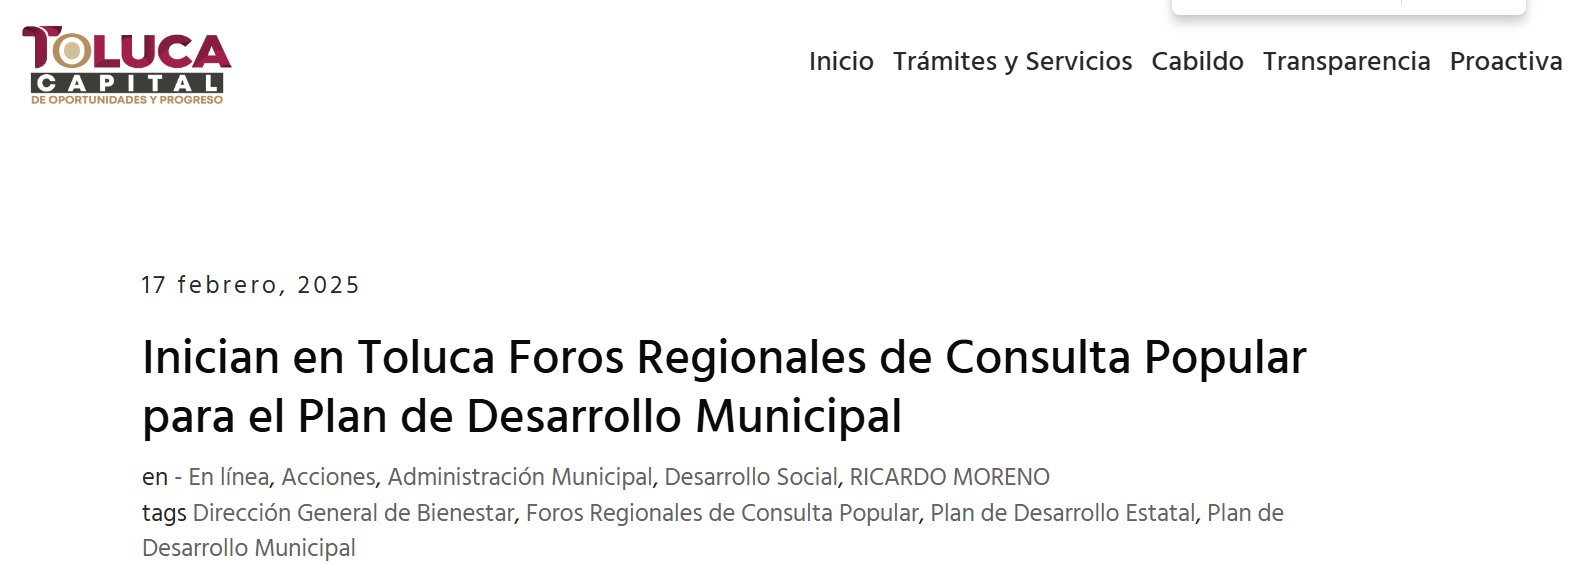 TOLUCA
CAPITAL
DE OPORTUNIDADES Y PROGRESO
Inicio Trámites y Servicios Cabildo Transparencia Proactiva
17 febrero, 2025
Inician en Toluca Foros Regionales de Consulta Popular
para el Plan de Desarrollo Municipal
en - En línea, Acciones, Administración Municipal, Desarrollo Social, RICARDO MORENO
tags Dirección General de Bienestar, Foros Regionales de Consulta Popular, Plan de Desarrollo Estatal, Plan de
Desarrollo Municipal